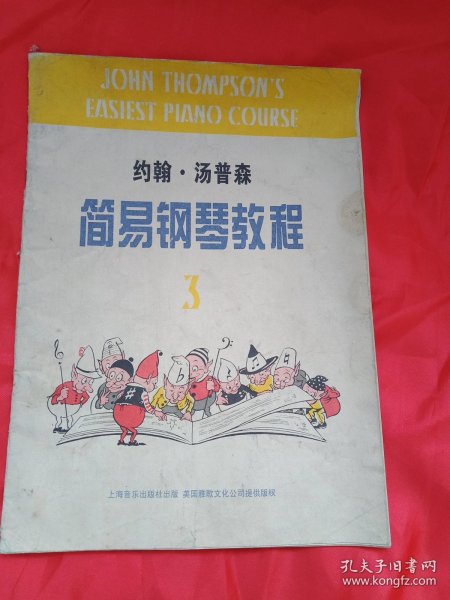 JOHN THOMPSON'S
EASIEST PIANO COURSE
约翰·汤普森
简易钢琴教程
3
上海音乐出版社出版 美国雅歌文化公司提供版权
孔夫子旧书网
www.kongfz.com